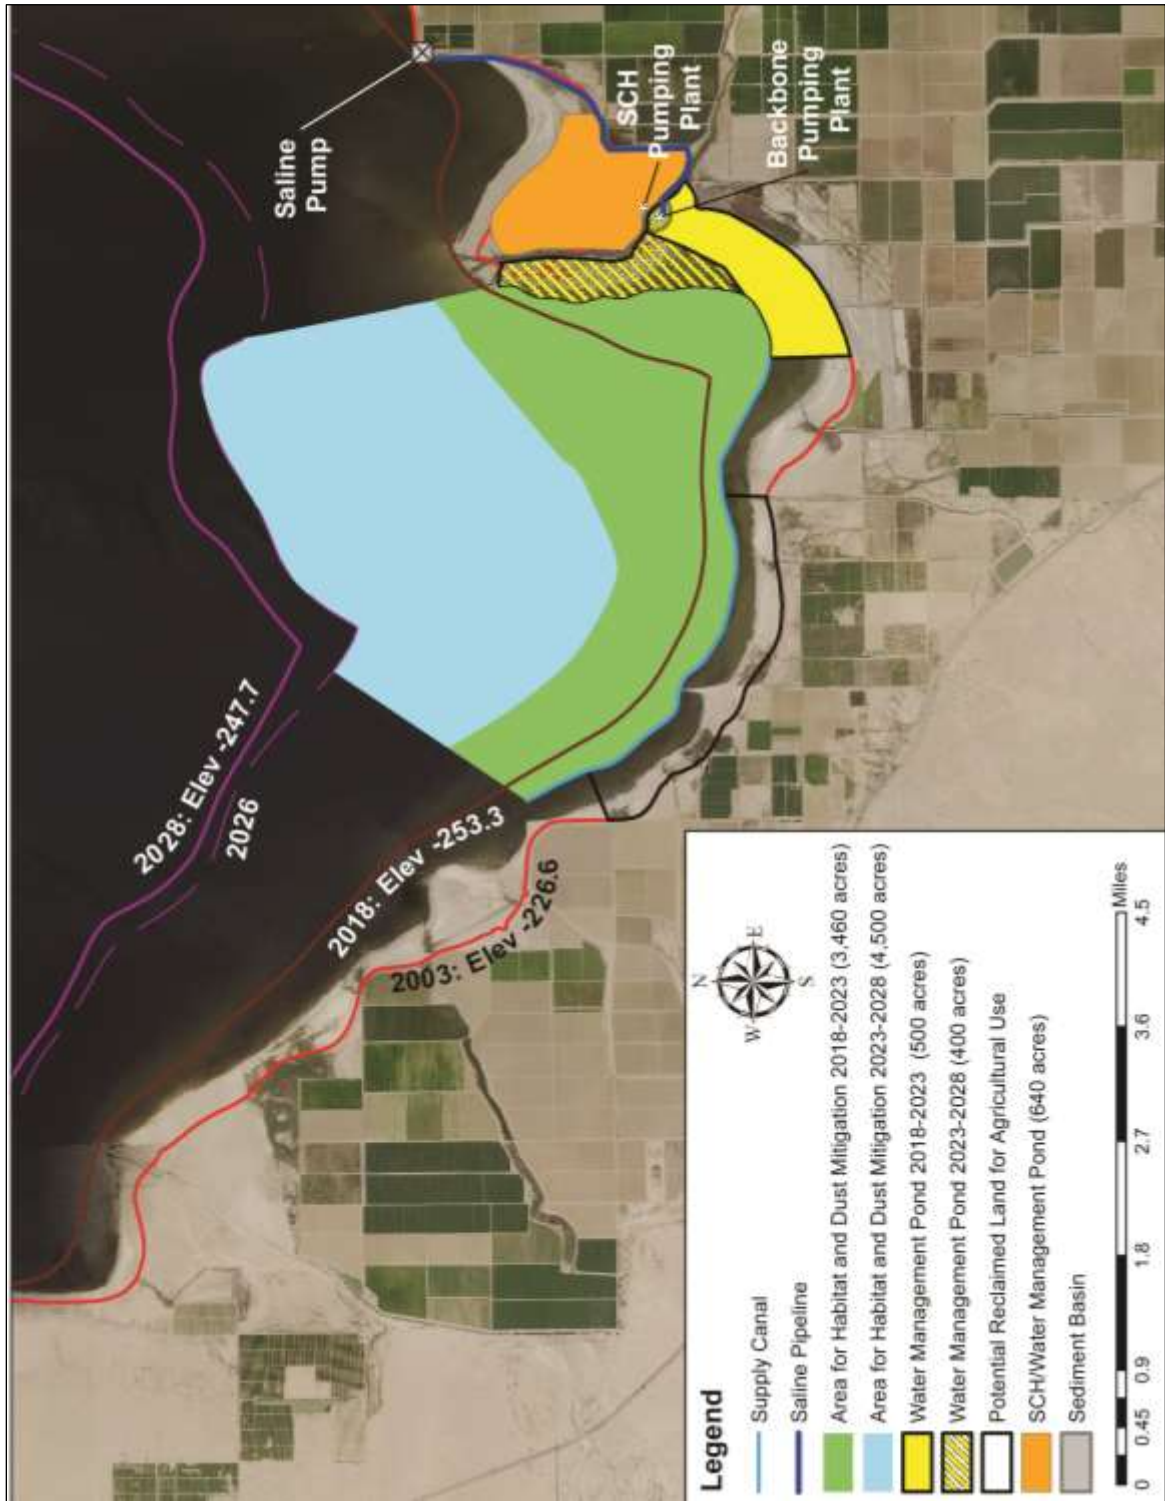 Saline
Pump
SCH
Pumping
Plant
Backbone
Pumping
Plant
2028: Elev -247.7
2026
2018: Elev -253.3
2003: Elev -226.6
N
W
E
S
Legend
Supply Canal
Saline Pipeline
Area for Habitat and Dust Mitigation 2018-2023 (3,460 acres)
Area for Habitat and Dust Mitigation 2023-2028 (4,500 acres)
Water Management Pond 2018-2023 (500 acres)
Water Management Pond 2023-2028 (400 acres)
Potential Reclaimed Land for Agricultural Use
SCH/Water Management Pond (640 acres)
Sediment Basin
0 0.45 0.9 1.8 2.7 3.6 4.5
Miles